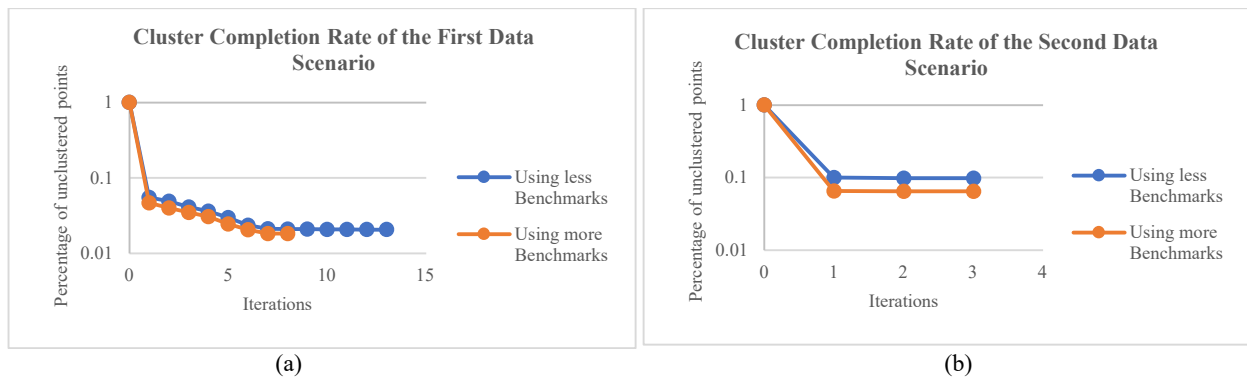 Cluster Completion Rate of the First Data
Scenario
Percentage of unclustered points
1
0.1
0.01
0
5
10
15
Iterations
Using less
Benchmarks
Using more
Benchmarks
(a)
Cluster Completion Rate of the Second Data
Scenario
Percentage of unclustered points
1
0.1
0.01
0
1
2
3
4
Iterations
Using less
Benchmarks
Using more
Benchmarks
(b)